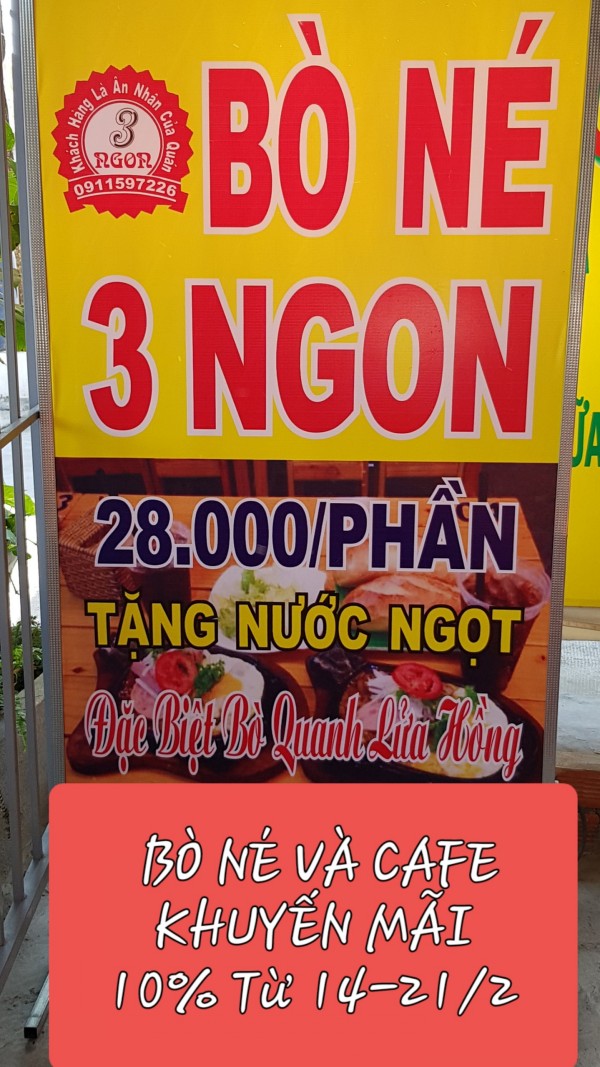 Khách Hàng Là Ân Nhân Của Quán
3
NGON
0911597226
BÒ NÉ
3 NGON
28.000/PHẦN
TẶNG NƯỚC NGỌT
Đặc Biệt Bò Quanh Lửa Hồng
BÒ NÉ VÀ CAFE
KHUYẾN MÃI
10% Từ 14-21/2